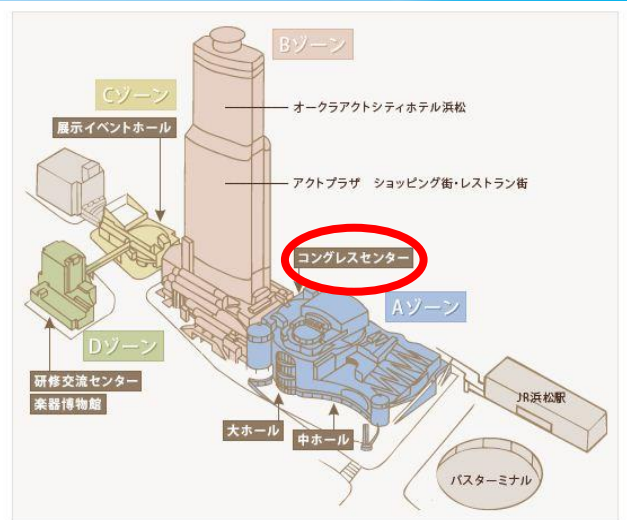 Bゾーン
Cゾーン
展示イベントホール
オークラアクトシティホテル浜松
アクトプラザ ショッピング街・レストラン街
コングレスセンター
Aゾーン
Dゾーン
研修交流センター
楽器博物館
大ホール
中ホール
JR浜松駅
バスターミナル